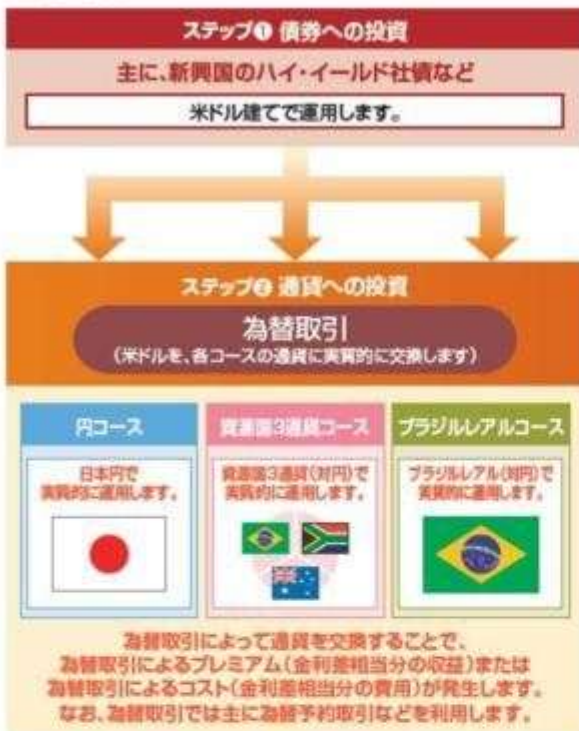 ステップ❶ 債券への投資
主に、新興国のハイ・イールド社債など
米ドル建てで運用します。
ステップ❷ 通貨への投資
為替取引
(米ドルを、各コースの通貨に実質的に交換します)
円コース
日本円で
実質的に運用します。
資源国3通貨コース
資源国3通貨(対円)で
実質的に運用します。
ブラジルレアルコース
ブラジルレアル(対円)で
実質的に運用します。
為替取引によって通貨を交換することで、
為替取引によるプレミアム(金利差相当分の収益)または
為替取引によるコスト(金利差相当分の費用)が発生します。
なお、為替取引では主に為替予約取引などを利用します。